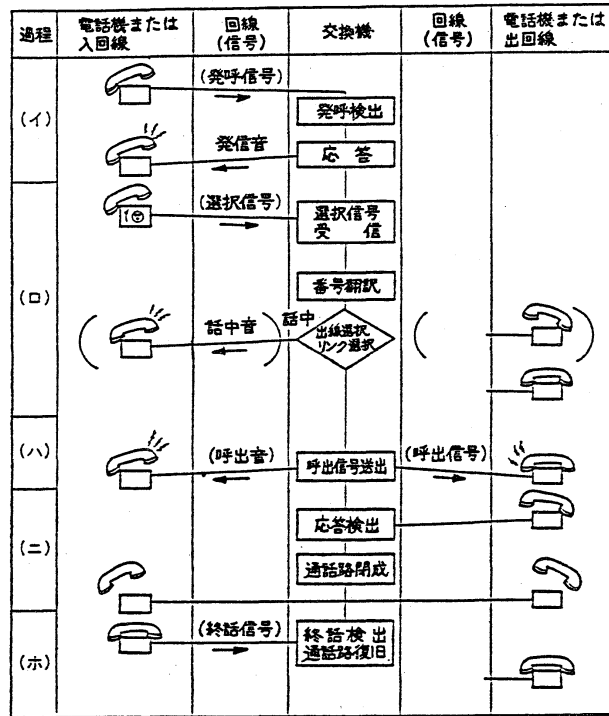 過程
電話機または
入回線
回線
(信号)
交換機
回線
(信号)
電話機または
出回線
(イ)
(発呼信号)
発呼検出
発信音
応答
(ロ)
(選択信号)
選択信号
受信
番号翻訳
話中音
話中
出線選択
リンク選択
(ハ)
(呼出音)
呼出信号送出
(呼出信号)
(ニ)
応答検出
通話路閉成
(ホ)
(終話信号)
終話検出
通話路復旧